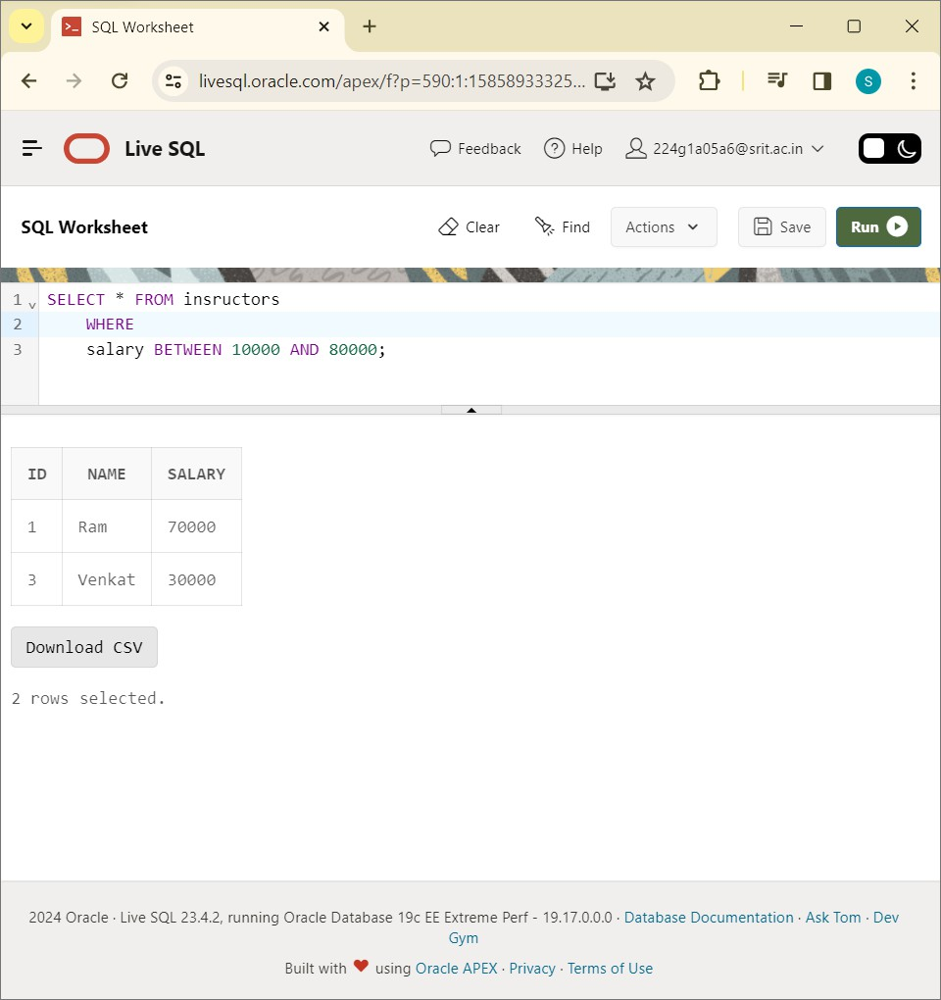 SQL Worksheet
livesql.oracle.com/apex/f?p=590:1:15858933325...
S
Live SQL
Feedback
Help
224g1a05a6@srit.ac.in
SQL Worksheet
Clear
Find
Actions
Save
Run
1 SELECT * FROM insructors
2 WHERE
3 salary BETWEEN 10000 AND 80000;
ID NAME SALARY
1 Ram 70000
3 Venkat 30000
Download CSV
2 rows selected.
2024 Oracle · Live SQL 23.4.2, running Oracle Database 19c EE Extreme Perf - 19.17.0.0.0 · Database Documentation · Ask Tom · Dev
Gym
Built with ❤ using Oracle APEX · Privacy · Terms of Use